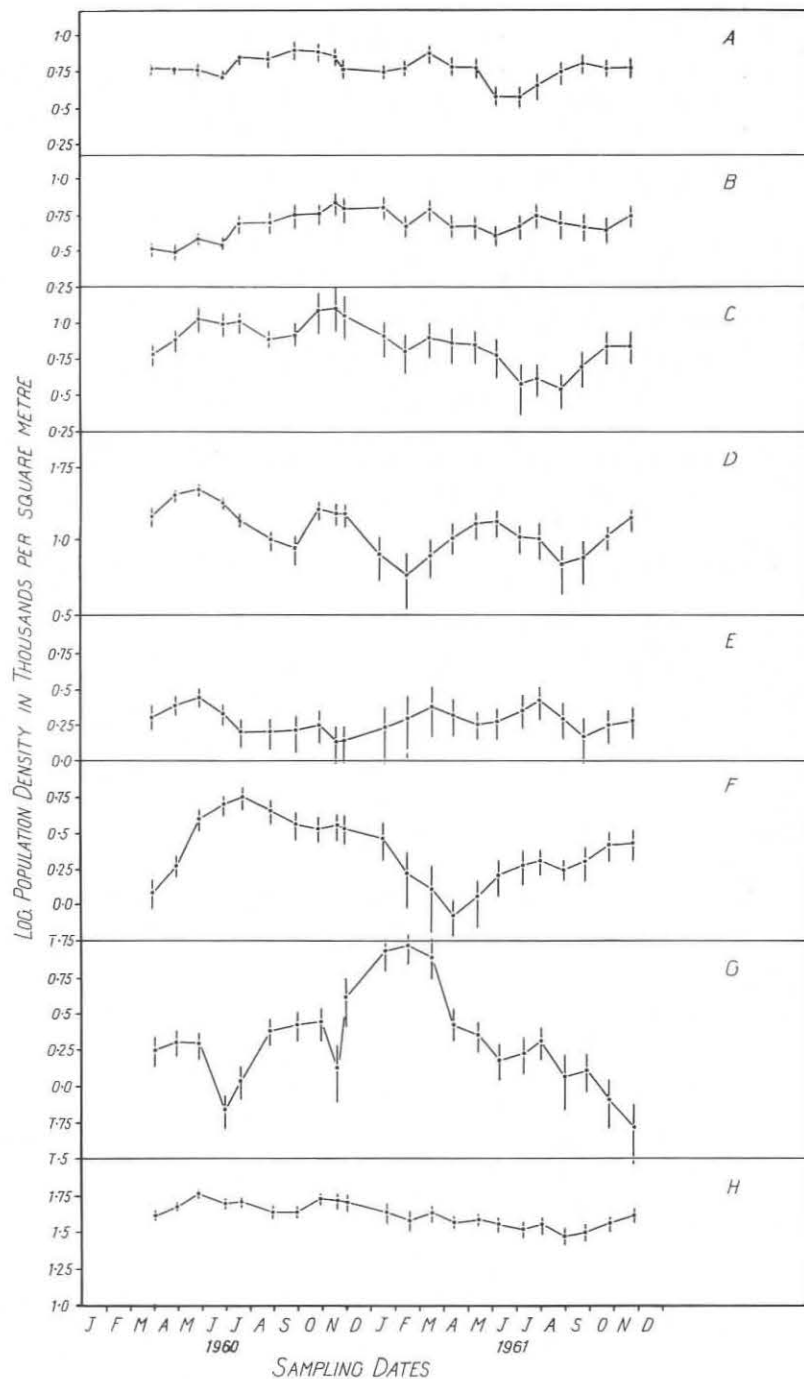 LOG. POPULATION DENSITY IN THOUSANDS PER SQUARE METRE
1·0 A
0·75
0·5
0·25
1·0 B
0·75
0·5
0·25
1·0 C
0·75
0·5
0·25
1·75 D
1·0
0·5
E
0·75
0·5
0·25
0·0
0·75 F
0·5
0·25
0·0
1̄·75
0·75 G
0·5
0·25
0·0
1̄·75
1̄·5
1·75 H
1·5
1·25
1·0
J F M A M J J A S O N D J F M A M J J A S O N D
1960 1961
SAMPLING DATES